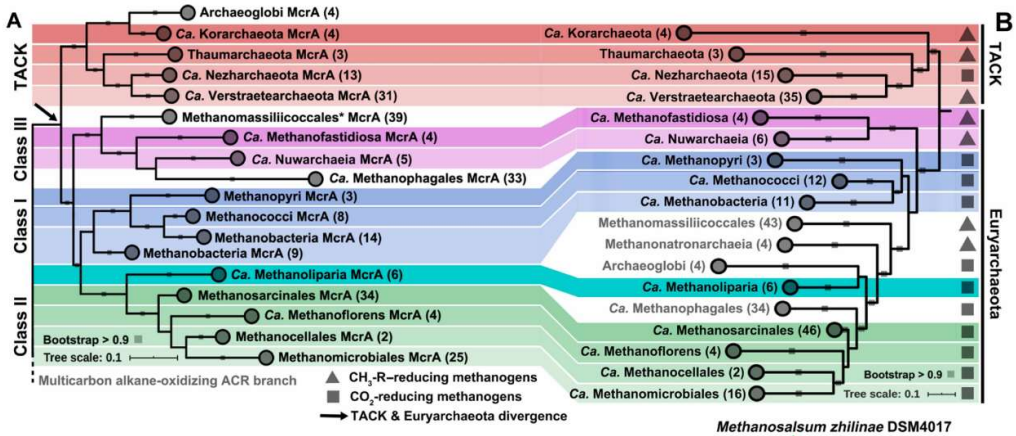 A
TACK
Class III
Class I
Class II
Archaeoglobi McrA (4)
Ca. Korarchaeota McrA (4)
Thaumarchaeota McrA (3)
Ca. Nezharchaeota McrA (13)
Ca. Verstraetearchaeota McrA (31)
Methanomassiliicoccales* McrA (39)
Ca. Methanofastidiosa McrA (4)
Ca. Nuwarchaeia McrA (5)
Ca. Methanophagales McrA (33)
Methanopyri McrA (3)
Methanococci McrA (8)
Methanobacteria McrA (14)
Methanobacteria McrA (9)
Ca. Methanoliparia McrA (6)
Methanosarcinales McrA (34)
Ca. Methanoflorens McrA (4)
Methanocellales McrA (2)
Methanomicrobiales McrA (25)
Bootstrap > 0.9
Tree scale: 0.1
Multicarbon alkane-oxidizing ACR branch
CH3-R–reducing methanogens
CO2-reducing methanogens
TACK & Euryarchaeota divergence
B
TACK
Euryarchaeota
Ca. Korarchaeota (4)
Thaumarchaeota (3)
Ca. Nezharchaeota (15)
Ca. Verstraetearchaeota (35)
Ca. Methanofastidiosa (4)
Ca. Nuwarchaeia (6)
Ca. Methanopyri (3)
Ca. Methanococci (12)
Ca. Methanobacteria (11)
Methanomassiliicoccales (43)
Methanonatronarchaeia (4)
Archaeoglobi (4)
Ca. Methanoliparia (6)
Ca. Methanophagales (34)
Ca. Methanosarcinales (46)
Ca. Methanoflorens (4)
Ca. Methanocellales (2)
Ca. Methanomicrobiales (16)
Bootstrap > 0.9
Tree scale: 0.1
Methanosalsum zhilinae DSM4017